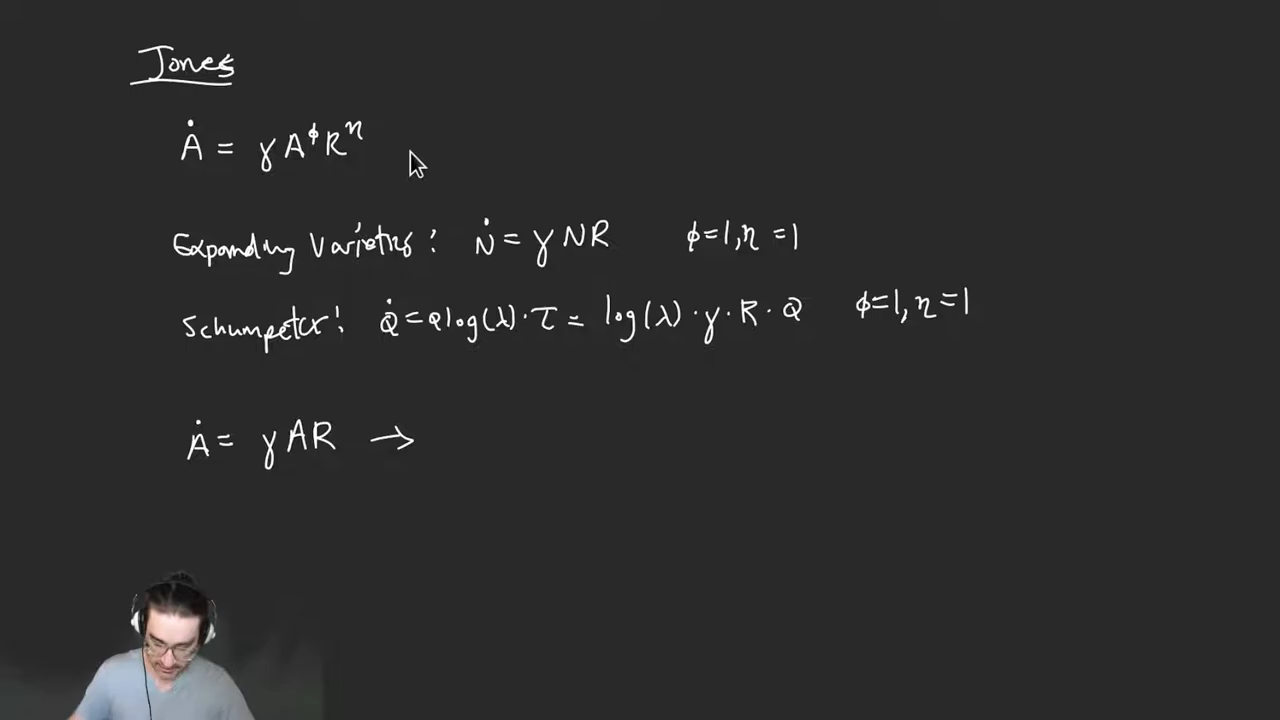 Jones
Ȧ = γ A^ϕ R^η
Expanding Varieties: Ṅ = γ N R ϕ=1, η=1
Schumpeter: Q̇ = Q log(λ) · τ = log(λ) · γ · R · Q ϕ=1, η=1
Ȧ = γ A R →